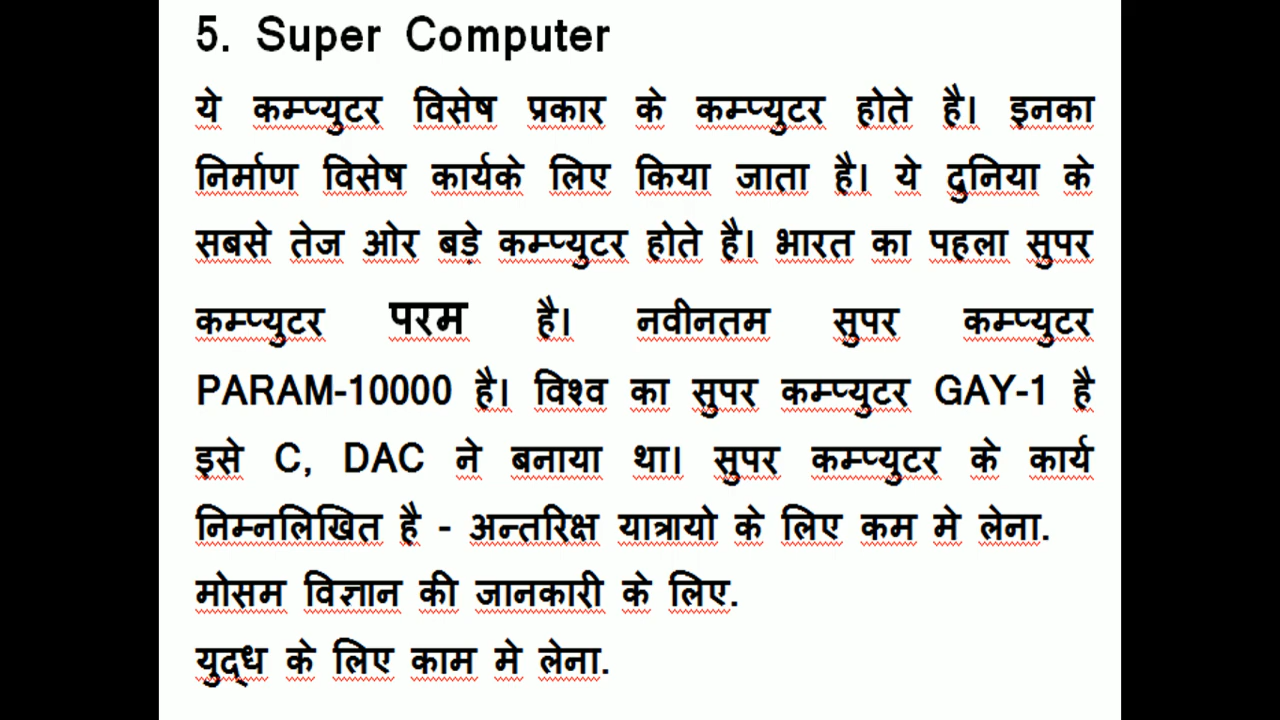 5. Super Computer
ये कम्प्युटर विसेष प्रकार के कम्प्युटर होते है। इनका
निर्माण विसेष कार्यके लिए किया जाता है। ये दुनिया के
सबसे तेज ओर बड़े कम्प्युटर होते है। भारत का पहला सुपर
कम्प्युटर परम है। नवीनतम सुपर कम्प्युटर
PARAM-10000 है। विश्व का सुपर कम्प्युटर GAY-1 है
इसे C, DAC ने बनाया था। सुपर कम्प्युटर के कार्य
निम्नलिखित है - अन्तरिक्ष यात्रायो के लिए कम मे लेना.
मोसम विज्ञान की जानकारी के लिए.
युद्ध के लिए काम मे लेना.